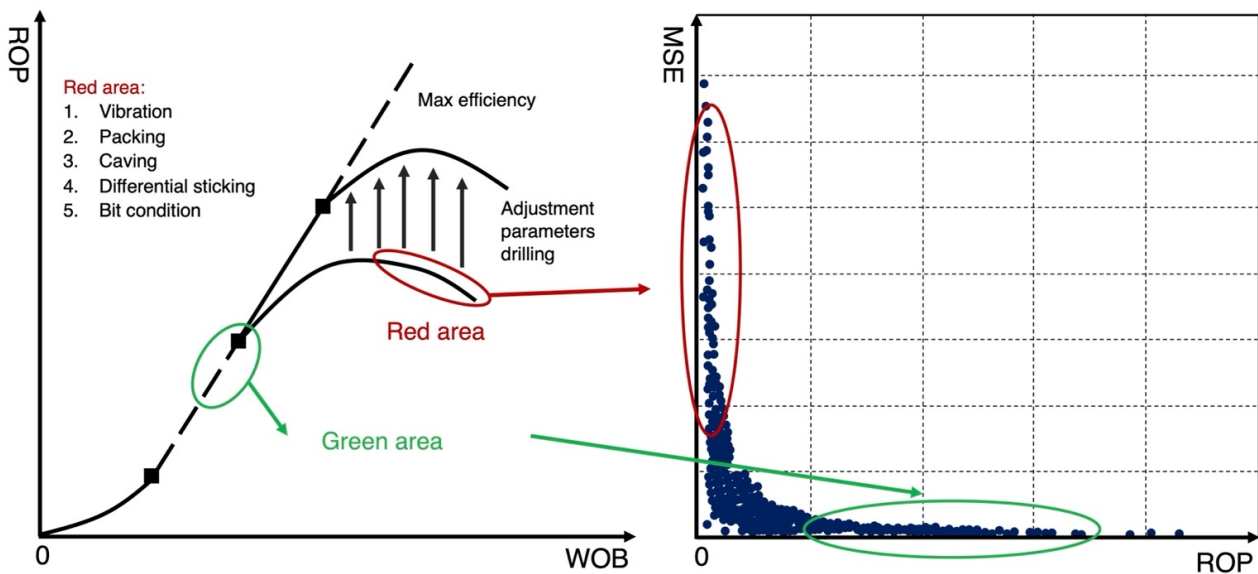 ROP
Red area:
1. Vibration
2. Packing
3. Caving
4. Differential sticking
5. Bit condition
Max efficiency
Adjustment
parameters
drilling
Red area
Green area
0
WOB
MSE
0
ROP